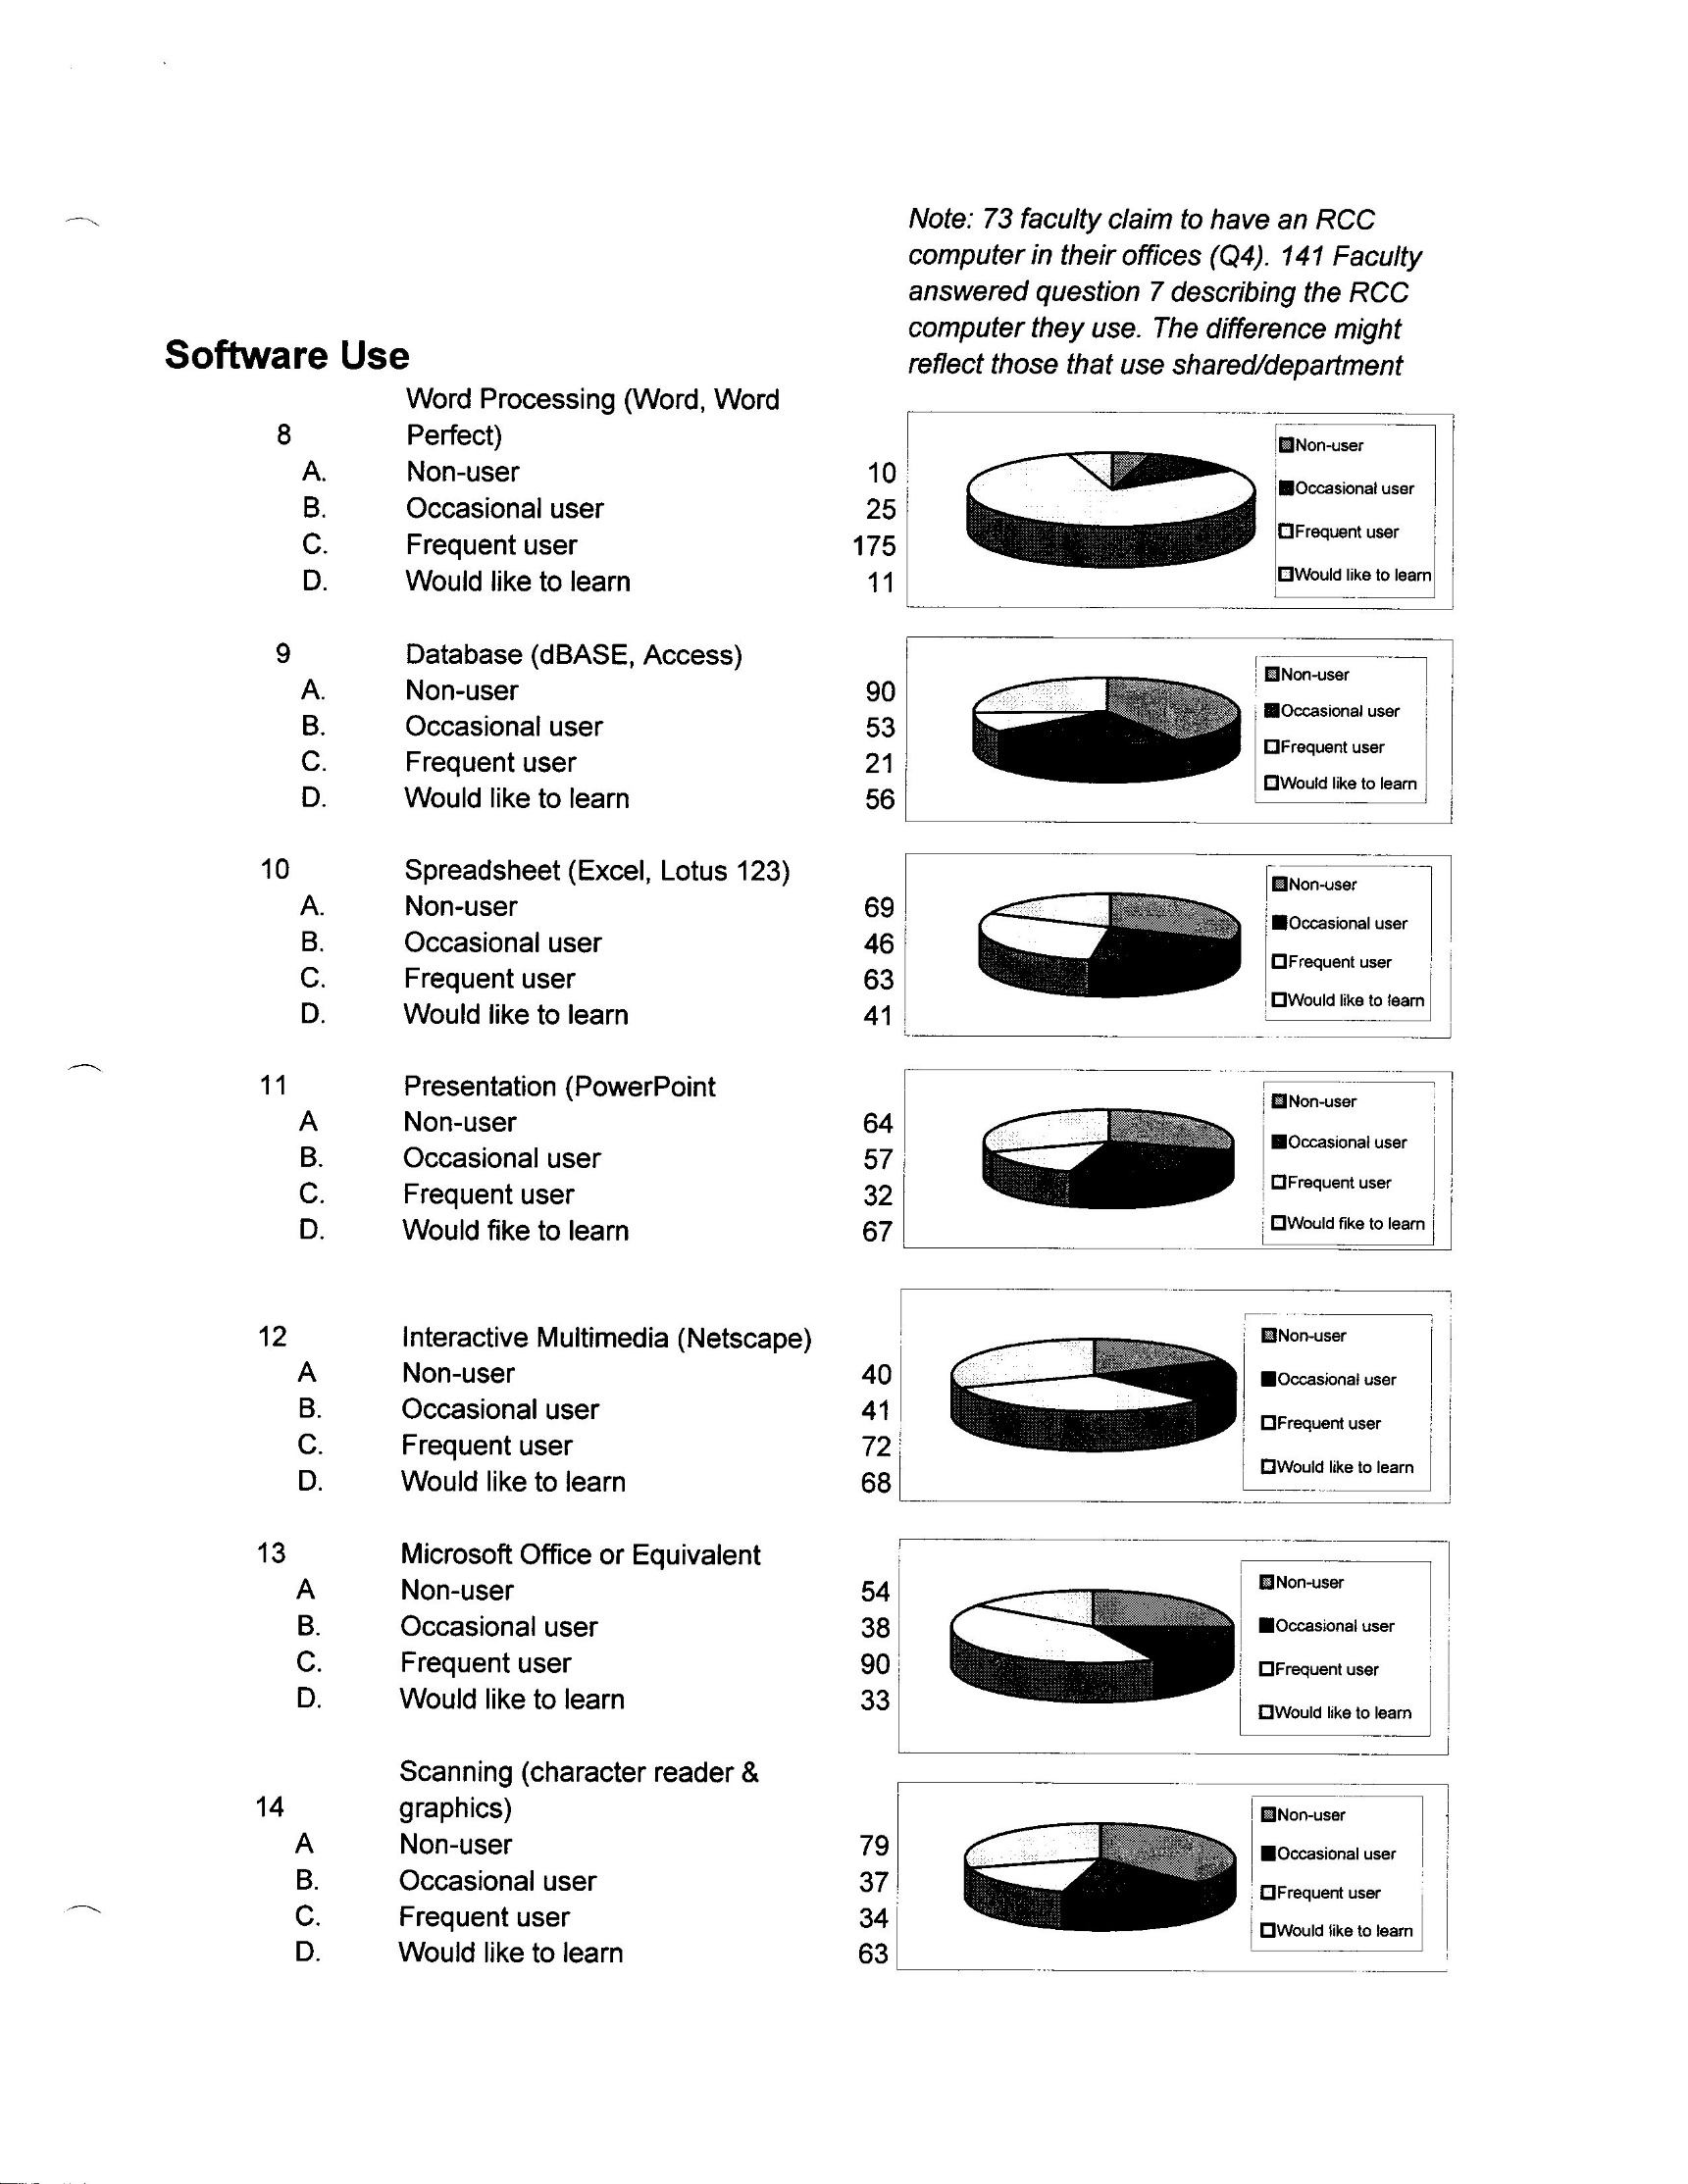 Note: 73 faculty claim to have an RCC
computer in their offices (Q4). 141 Faculty
answered question 7 describing the RCC
computer they use. The difference might
reflect those that use shared/department
Software Use
Word Processing (Word, Word
8 Perfect)
A. Non-user 10
B. Occasional user 25
C. Frequent user 175
D. Would like to learn 11
Non-user
Occasional user
Frequent user
Would like to learn
9 Database (dBASE, Access)
A. Non-user 90
B. Occasional user 53
C. Frequent user 21
D. Would like to learn 56
Non-user
Occasional user
Frequent user
Would like to learn
10 Spreadsheet (Excel, Lotus 123)
A. Non-user 69
B. Occasional user 46
C. Frequent user 63
D. Would like to learn 41
Non-user
Occasional user
Frequent user
Would like to learn
11 Presentation (PowerPoint
A Non-user 64
B. Occasional user 57
C. Frequent user 32
D. Would fike to learn 67
Non-user
Occasional user
Frequent user
Would fike to learn
12 Interactive Multimedia (Netscape)
A Non-user 40
B. Occasional user 41
C. Frequent user 72
D. Would like to learn 68
Non-user
Occasional user
Frequent user
Would like to learn
13 Microsoft Office or Equivalent
A Non-user 54
B. Occasional user 38
C. Frequent user 90
D. Would like to learn 33
Non-user
Occasional user
Frequent user
Would like to learn
Scanning (character reader &
14 graphics)
A Non-user 79
B. Occasional user 37
C. Frequent user 34
D. Would like to learn 63
Non-user
Occasional user
Frequent user
Would like to learn